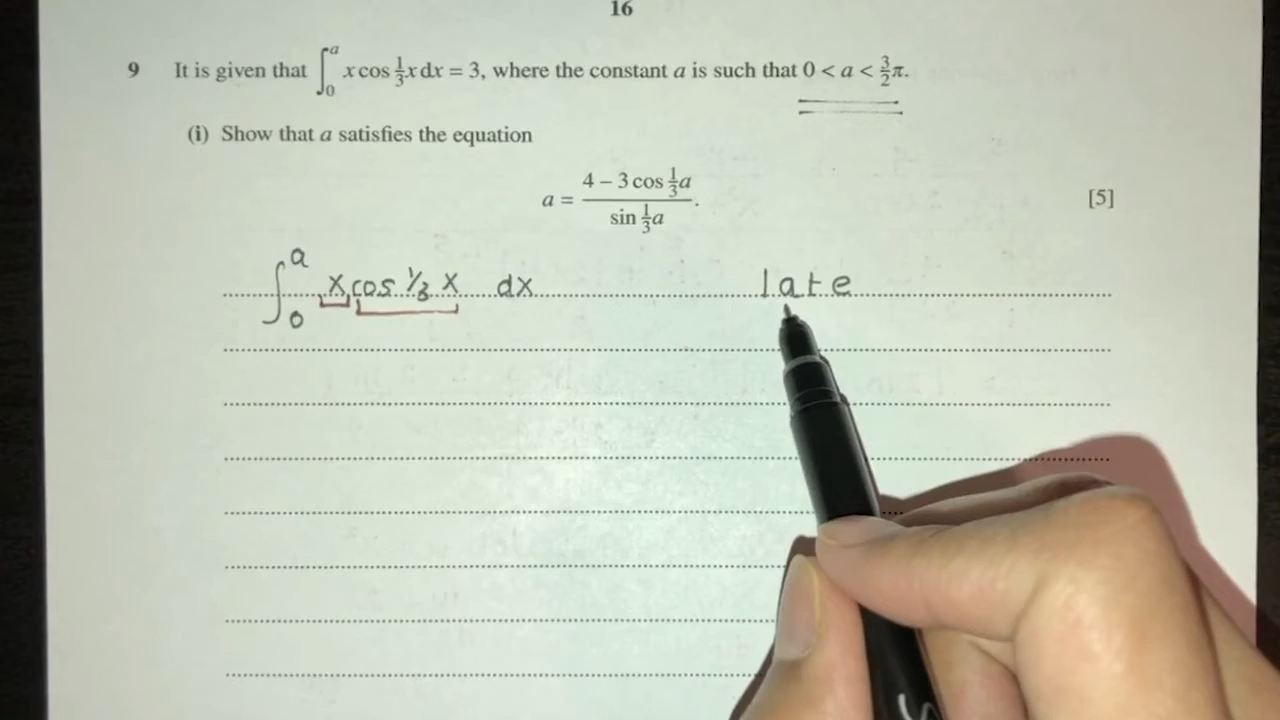 16
9 It is given that ∫₀ᵃ x cos ⅓x dx = 3, where the constant a is such that 0 < a < 3/2 π.
(i) Show that a satisfies the equation
a = (4 – 3 cos ⅓a) / (sin ⅓a). [5]
∫₀ᵃ x cos ⅓ x dx late